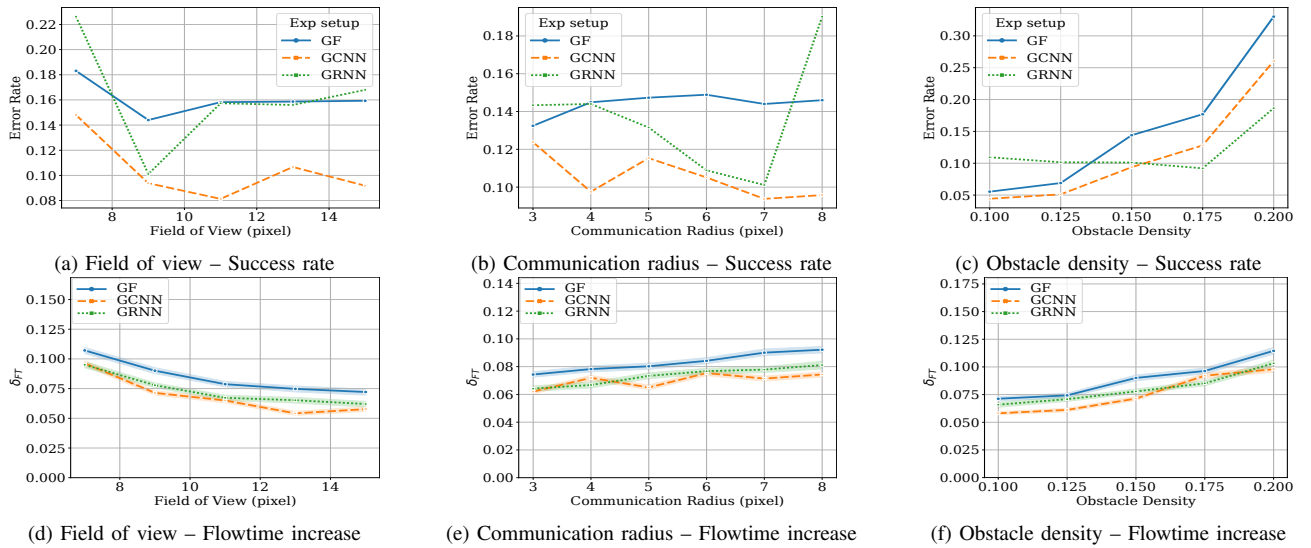 Exp setup
GF
GCNN
GRNN
Error Rate
0.22
0.20
0.18
0.16
0.14
0.12
0.10
0.08
8 10 12 14
Field of View (pixel)
(a) Field of view – Success rate
Exp setup
GF
GCNN
GRNN
Error Rate
0.18
0.16
0.14
0.12
0.10
3 4 5 6 7 8
Communication Radius (pixel)
(b) Communication radius – Success rate
Exp setup
GF
GCNN
GRNN
Error Rate
0.30
0.25
0.20
0.15
0.10
0.05
0.100 0.125 0.150 0.175 0.200
Obstacle Density
(c) Obstacle density – Success rate
GF
GCNN
GRNN
δFT
0.150
0.125
0.100
0.075
0.050
0.025
0.000
8 10 12 14
Field of View (pixel)
(d) Field of view – Flowtime increase
GF
GCNN
GRNN
δFT
0.14
0.12
0.10
0.08
0.06
0.04
0.02
0.00
3 4 5 6 7 8
Communication Radius (pixel)
(e) Communication radius – Flowtime increase
GF
GCNN
GRNN
δFT
0.175
0.150
0.125
0.100
0.075
0.050
0.025
0.000
0.100 0.125 0.150 0.175 0.200
Obstacle Density
(f) Obstacle density – Flowtime increase